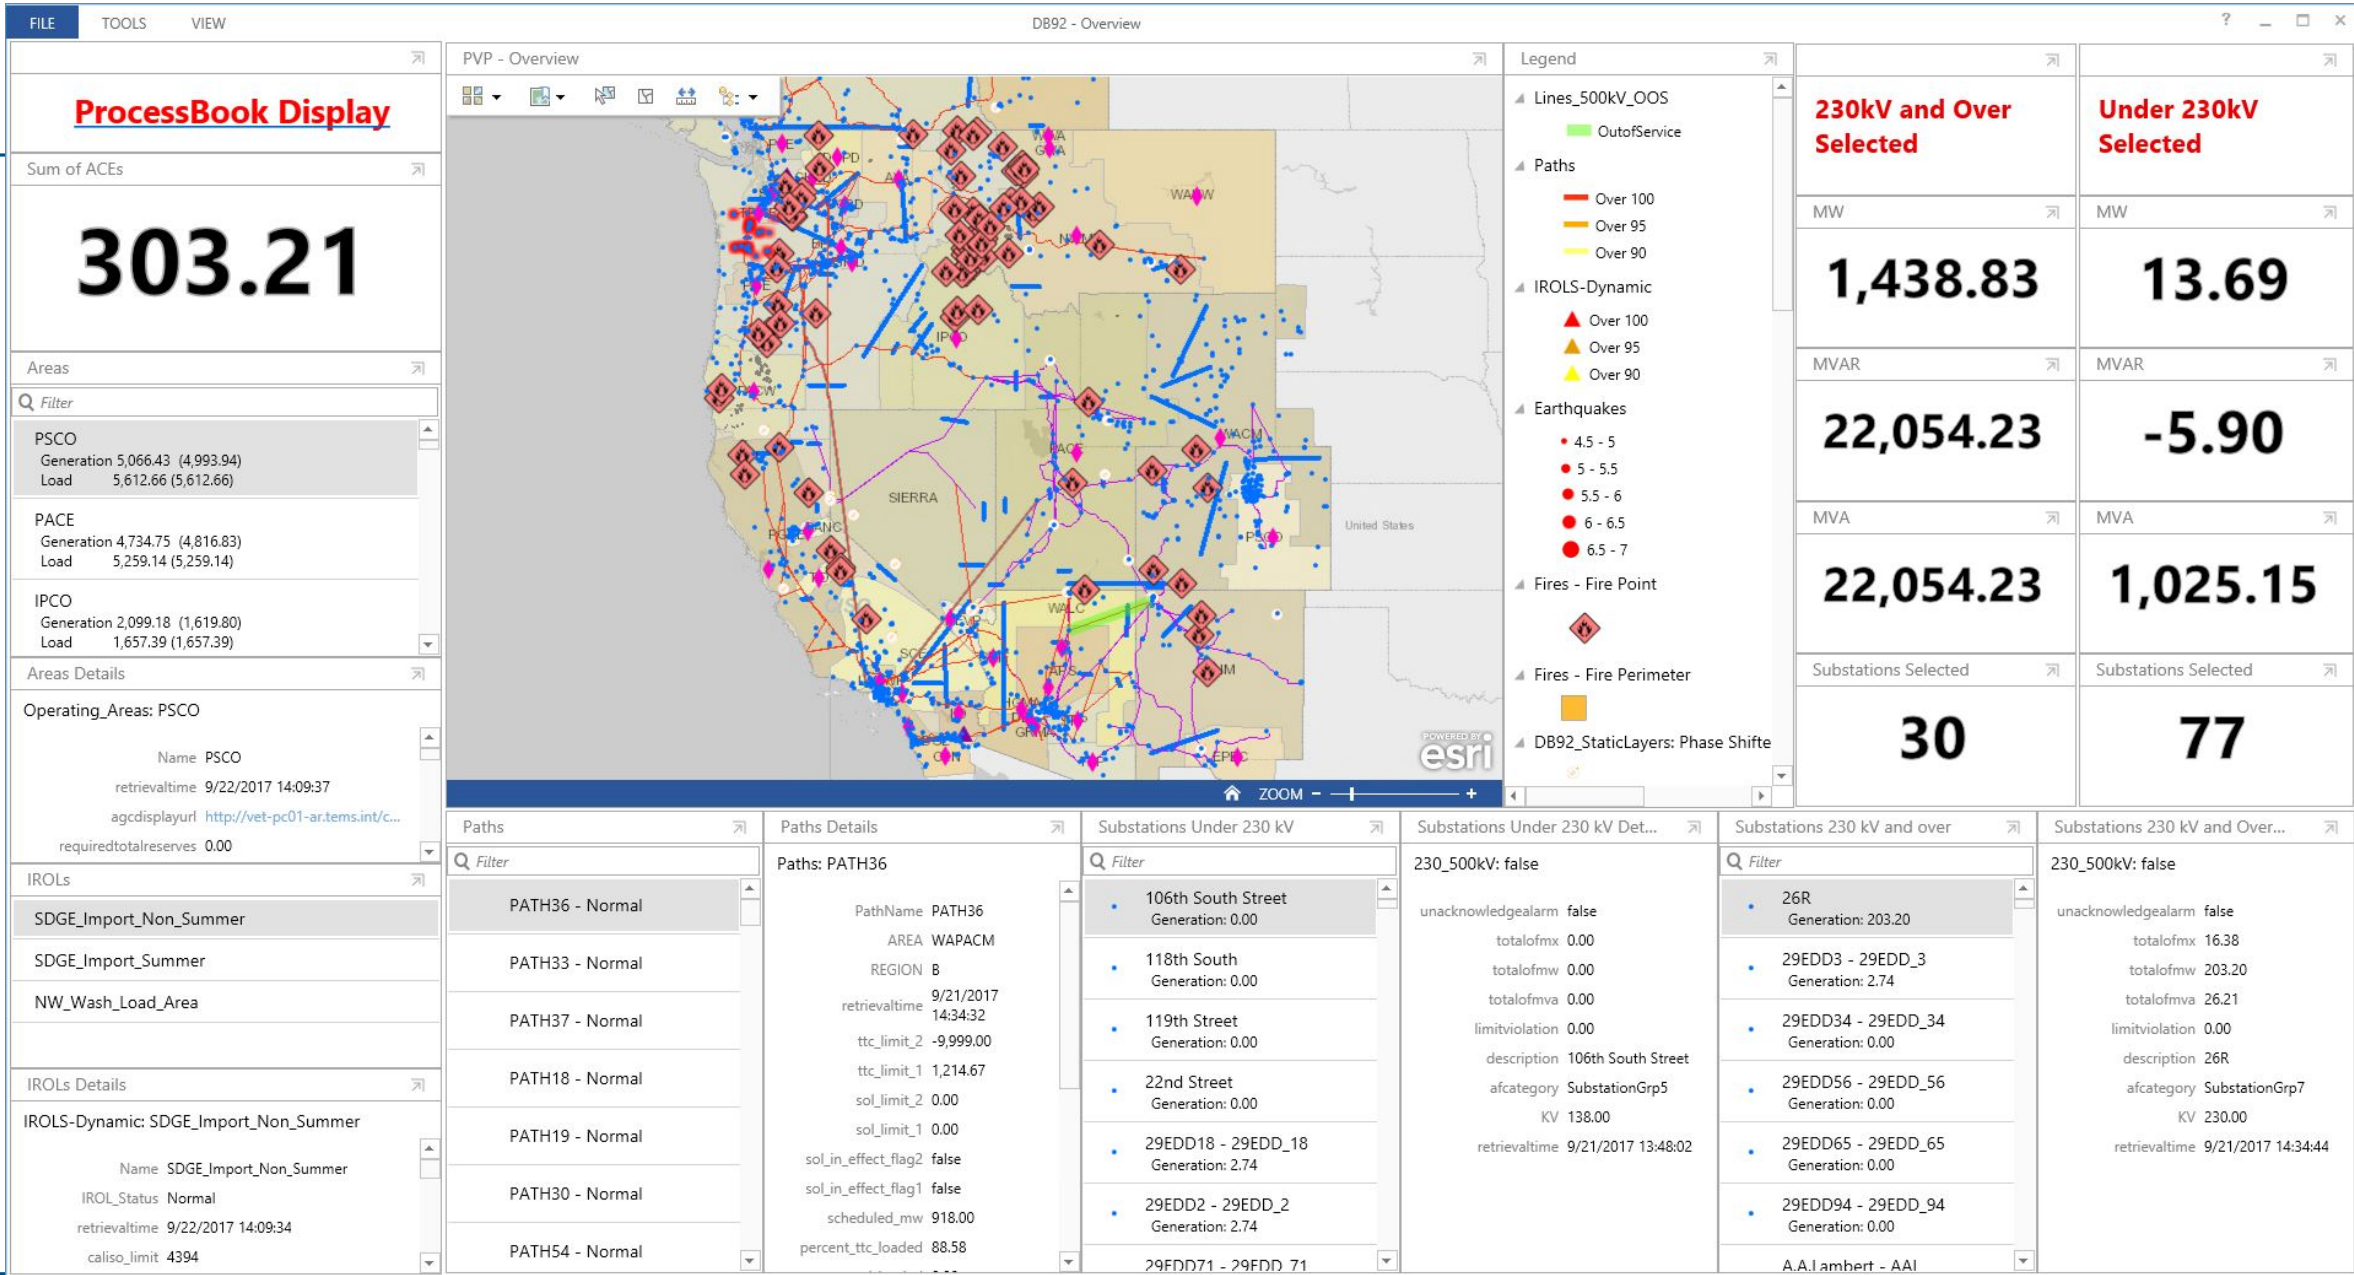 FILE TOOLS VIEW
DB92 - Overview
?
ProcessBook Display
Sum of ACEs
303.21
Areas
Filter
PSCO
Generation 5,066.43 (4,993.94)
Load 5,612.66 (5,612.66)
PACE
Generation 4,734.75 (4,816.83)
Load 5,259.14 (5,259.14)
IPCO
Generation 2,099.18 (1,619.80)
Load 1,657.39 (1,657.39)
Areas Details
Operating_Areas: PSCO
Name PSCO
retrievaltime 9/22/2017 14:09:37
agcdisplayurl http://vet-pc01-ar.tems.int/c...
requiredtotalreserves 0.00
IROLs
SDGE_Import_Non_Summer
SDGE_Import_Summer
NW_Wash_Load_Area
IROLs Details
IROLS-Dynamic: SDGE_Import_Non_Summer
Name SDGE_Import_Non_Summer
IROL_Status Normal
retrievaltime 9/22/2017 14:09:34
caliso_limit 4394
PVP - Overview
SIERRA
WACM
WALC
United States
POWERED BY
esri
ZOOM
Legend
Lines_500kV_OOS
OutofService
Paths
Over 100
Over 95
Over 90
IROLS-Dynamic
Over 100
Over 95
Over 90
Earthquakes
4.5 - 5
5 - 5.5
5.5 - 6
6 - 6.5
6.5 - 7
Fires - Fire Point
Fires - Fire Perimeter
DB92_StaticLayers: Phase Shifte
230kV and Over
Selected
MW
1,438.83
MVAR
22,054.23
MVA
22,054.23
Substations Selected
30
Under 230kV
Selected
MW
13.69
MVAR
-5.90
MVA
1,025.15
Substations Selected
77
Paths
Filter
PATH36 - Normal
PATH33 - Normal
PATH37 - Normal
PATH18 - Normal
PATH19 - Normal
PATH30 - Normal
PATH54 - Normal
Paths Details
Paths: PATH36
PathName PATH36
AREA WAPACM
REGION B
retrievaltime 9/21/2017
14:34:32
ttc_limit_2 -9,999.00
ttc_limit_1 1,214.67
sol_limit_2 0.00
sol_limit_1 0.00
sol_in_effect_flag2 false
sol_in_effect_flag1 false
scheduled_mw 918.00
percent_ttc_loaded 88.58
Substations Under 230 kV
Filter
106th South Street
Generation: 0.00
118th South
Generation: 0.00
119th Street
Generation: 0.00
22nd Street
Generation: 0.00
29EDD18 - 29EDD_18
Generation: 2.74
29EDD2 - 29EDD_2
Generation: 2.74
29EDD71 - 29EDD_71
Substations Under 230 kV Det...
230_500kV: false
unacknowledgealarm false
totalofmx 0.00
totalofmw 0.00
totalofmva 0.00
limitviolation 0.00
description 106th South Street
afcategory SubstationGrp5
KV 138.00
retrievaltime 9/21/2017 13:48:02
Substations 230 kV and over
Filter
26R
Generation: 203.20
29EDD3 - 29EDD_3
Generation: 2.74
29EDD34 - 29EDD_34
Generation: 0.00
29EDD56 - 29EDD_56
Generation: 0.00
29EDD65 - 29EDD_65
Generation: 0.00
29EDD94 - 29EDD_94
Generation: 0.00
A.A.Lambert - AAL
Substations 230 kV and Over...
230_500kV: false
unacknowledgealarm false
totalofmx 16.38
totalofmw 203.20
totalofmva 26.21
limitviolation 0.00
description 26R
afcategory SubstationGrp7
KV 230.00
retrievaltime 9/21/2017 14:34:44